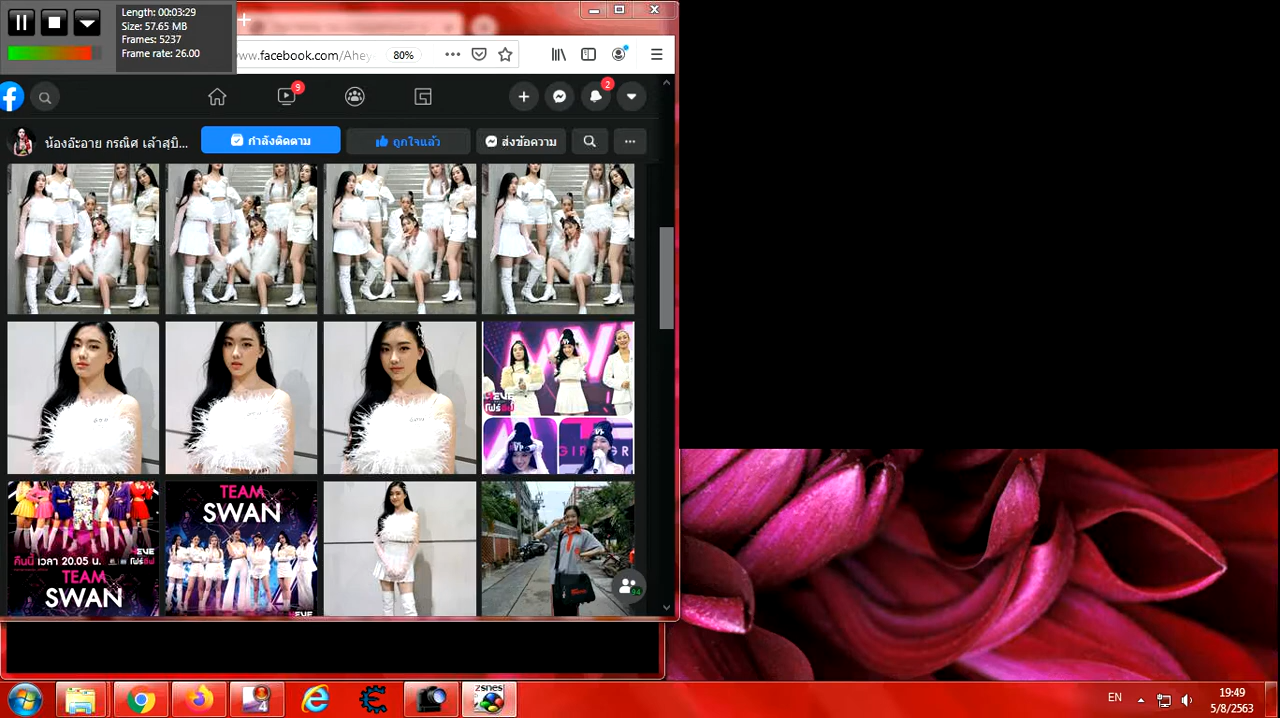 Length: 00:03:29
Size: 57.65 MB
Frames: 5237
Frame rate: 26.00
www.facebook.com/Ahey
80%
9
2
น้องอ๊ะอาย กรณิศ เล้าสุบิ...
กำลังติดตาม
ถูกใจแล้ว
ส่งข้อความ
4EVE
คืนนี้ เวลา 20.05 น.
TEAM
SWAN
TEAM
SWAN
4EVE
94
4
zsnes
EN
19:49
5/8/2563